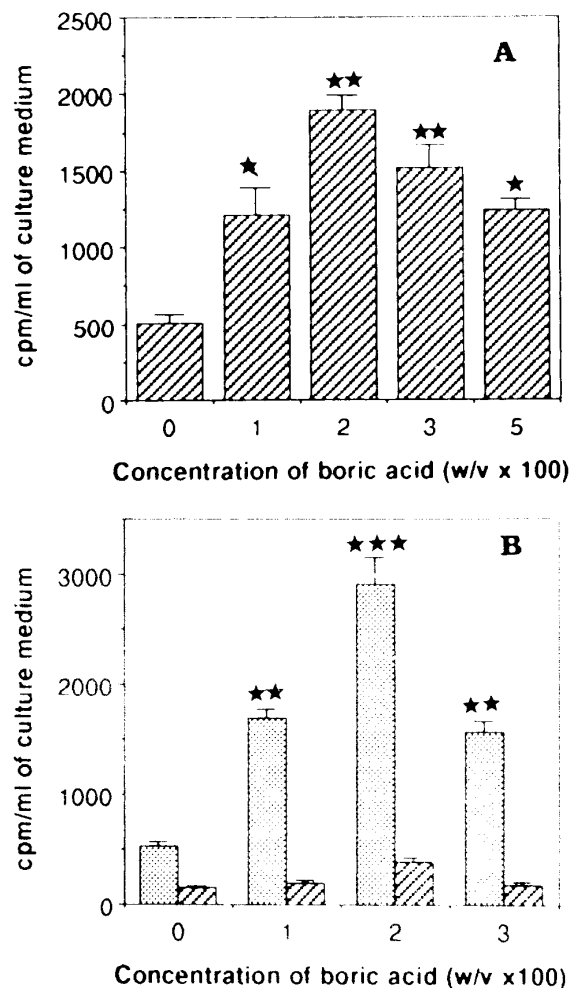 2500
A
★★
2000
★★
★
★
1500
1000
500
0
cpm/ml of culture medium
0 1 2 3 5
Concentration of boric acid (w/v x 100)
B
★★★
3000
★★
★★
2000
1000
0
cpm/ml of culture medium
0 1 2 3
Concentration of boric acid (w/v x100)